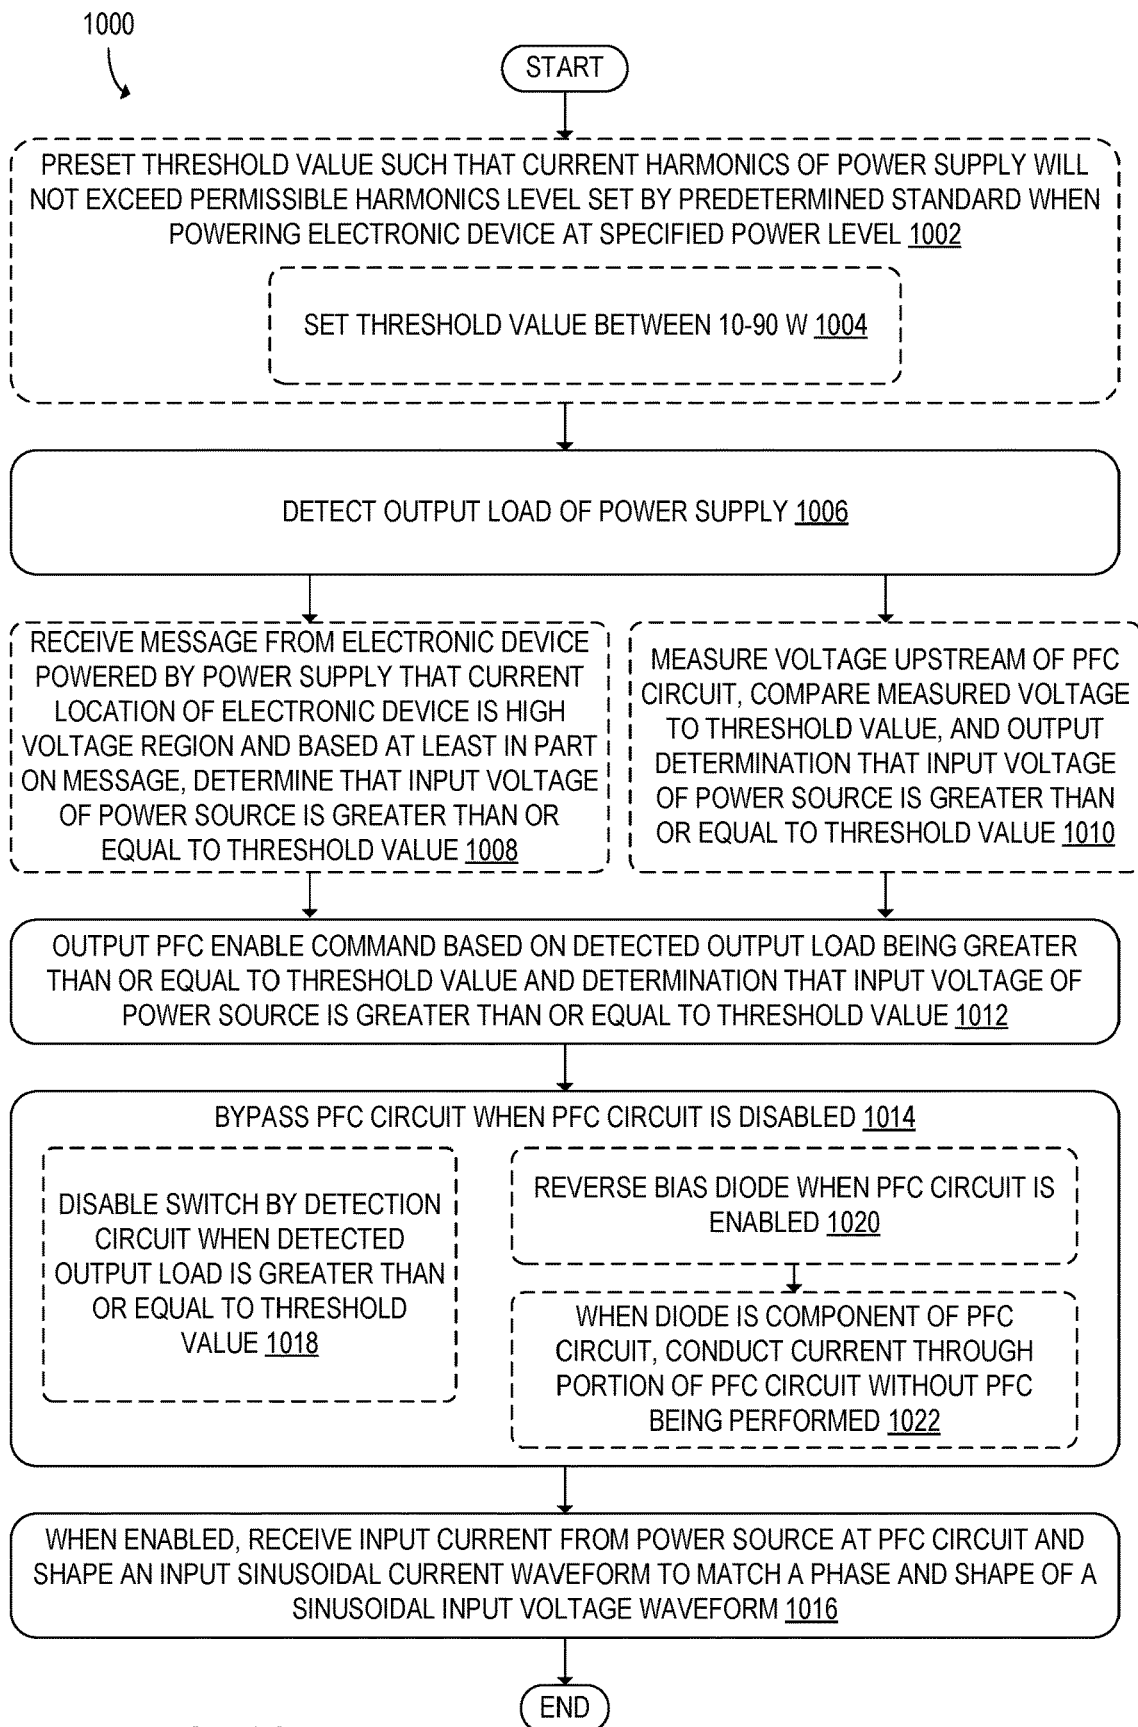 1000
START
PRESET THRESHOLD VALUE SUCH THAT CURRENT HARMONICS OF POWER SUPPLY WILL
NOT EXCEED PERMISSIBLE HARMONICS LEVEL SET BY PREDETERMINED STANDARD WHEN
POWERING ELECTRONIC DEVICE AT SPECIFIED POWER LEVEL 1002
SET THRESHOLD VALUE BETWEEN 10-90 W 1004
DETECT OUTPUT LOAD OF POWER SUPPLY 1006
RECEIVE MESSAGE FROM ELECTRONIC DEVICE
POWERED BY POWER SUPPLY THAT CURRENT
LOCATION OF ELECTRONIC DEVICE IS HIGH
VOLTAGE REGION AND BASED AT LEAST IN PART
ON MESSAGE, DETERMINE THAT INPUT VOLTAGE
OF POWER SOURCE IS GREATER THAN OR
EQUAL TO THRESHOLD VALUE 1008
MEASURE VOLTAGE UPSTREAM OF PFC
CIRCUIT, COMPARE MEASURED VOLTAGE
TO THRESHOLD VALUE, AND OUTPUT
DETERMINATION THAT INPUT VOLTAGE
OF POWER SOURCE IS GREATER THAN
OR EQUAL TO THRESHOLD VALUE 1010
OUTPUT PFC ENABLE COMMAND BASED ON DETECTED OUTPUT LOAD BEING GREATER
THAN OR EQUAL TO THRESHOLD VALUE AND DETERMINATION THAT INPUT VOLTAGE OF
POWER SOURCE IS GREATER THAN OR EQUAL TO THRESHOLD VALUE 1012
BYPASS PFC CIRCUIT WHEN PFC CIRCUIT IS DISABLED 1014
DISABLE SWITCH BY DETECTION
CIRCUIT WHEN DETECTED
OUTPUT LOAD IS GREATER THAN
OR EQUAL TO THRESHOLD
VALUE 1018
REVERSE BIAS DIODE WHEN PFC CIRCUIT IS
ENABLED 1020
WHEN DIODE IS COMPONENT OF PFC
CIRCUIT, CONDUCT CURRENT THROUGH
PORTION OF PFC CIRCUIT WITHOUT PFC
BEING PERFORMED 1022
WHEN ENABLED, RECEIVE INPUT CURRENT FROM POWER SOURCE AT PFC CIRCUIT AND
SHAPE AN INPUT SINUSOIDAL CURRENT WAVEFORM TO MATCH A PHASE AND SHAPE OF A
SINUSOIDAL INPUT VOLTAGE WAVEFORM 1016
END